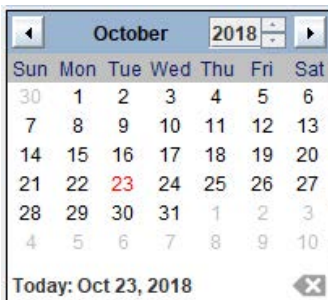 October 2018
Sun Mon Tue Wed Thu Fri Sat
30 1 2 3 4 5 6
7 8 9 10 11 12 13
14 15 16 17 18 19 20
21 22 23 24 25 26 27
28 29 30 31 1 2 3
4 5 6 7 8 9 10
Today: Oct 23, 2018